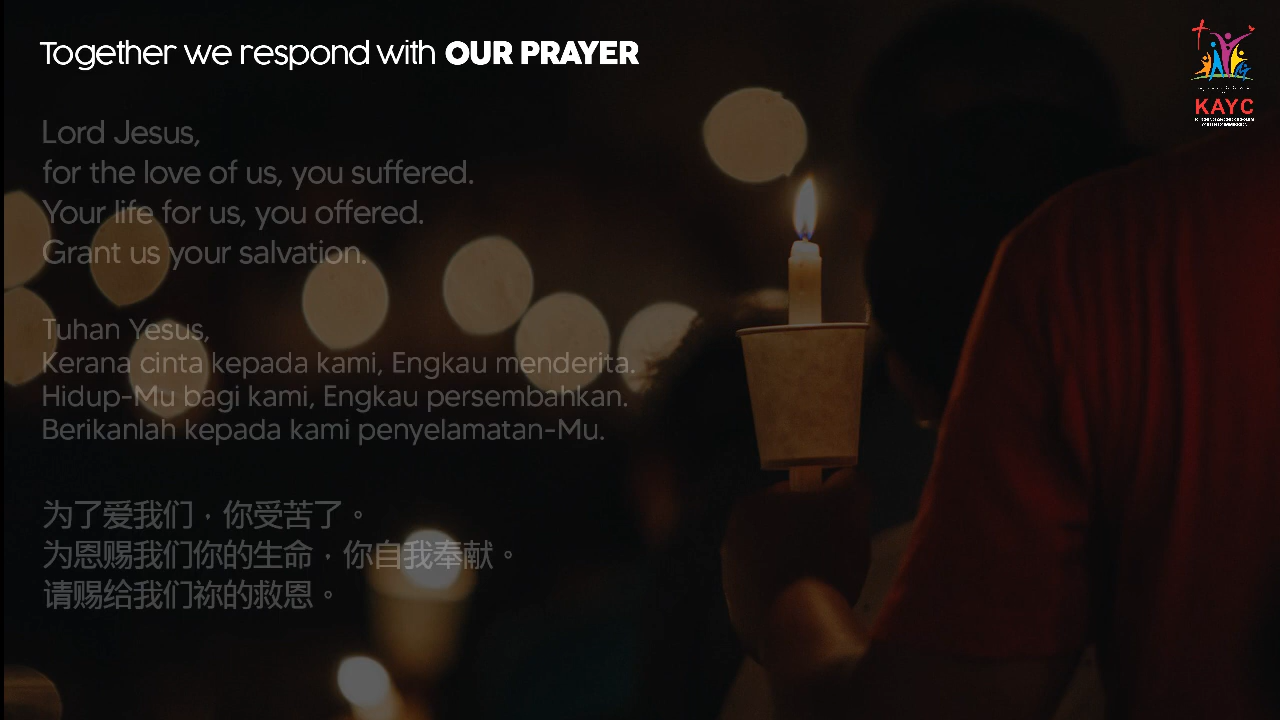 Together we respond with OUR PRAYER
KAYC
Lord Jesus,
for the love of us, you suffered.
Your life for us, you offered.
Grant us your salvation.
Tuhan Yesus,
Kerana cinta kepada kami, Engkau menderita.
Hidup-Mu bagi kami, Engkau persembahkan.
Berikanlah kepada kami penyelamatan-Mu.
为了爱我们，你受苦了。
为恩赐我们你的生命，你自我奉献。
请赐给我们祢的救恩。